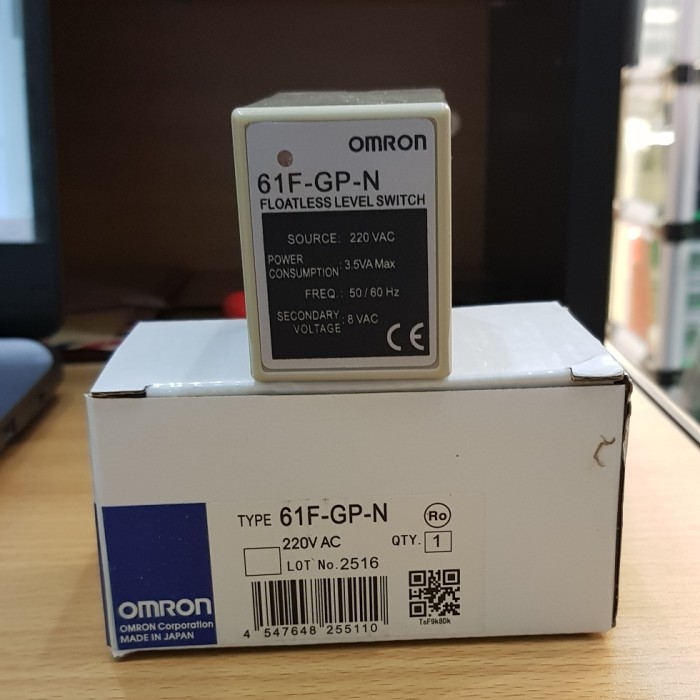 OMRON
61F-GP-N
FLOATLESS LEVEL SWITCH
SOURCE: 220 VAC
POWER CONSUMPTION : 3.5VA Max
FREQ.: 50 / 60 Hz
SECONDARY VOLTAGE : 8 VAC
CE
TYPE 61F-GP-N Ro
220V AC QTY. 1
LOT No. 2516
4 547648 255110
TsF9k8Dk
OMRON
OMRON Corporation
MADE IN JAPAN